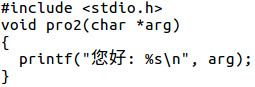 #include <stdio.h>
void pro2(char *arg)
{
  printf("您好: %s\n", arg);
}